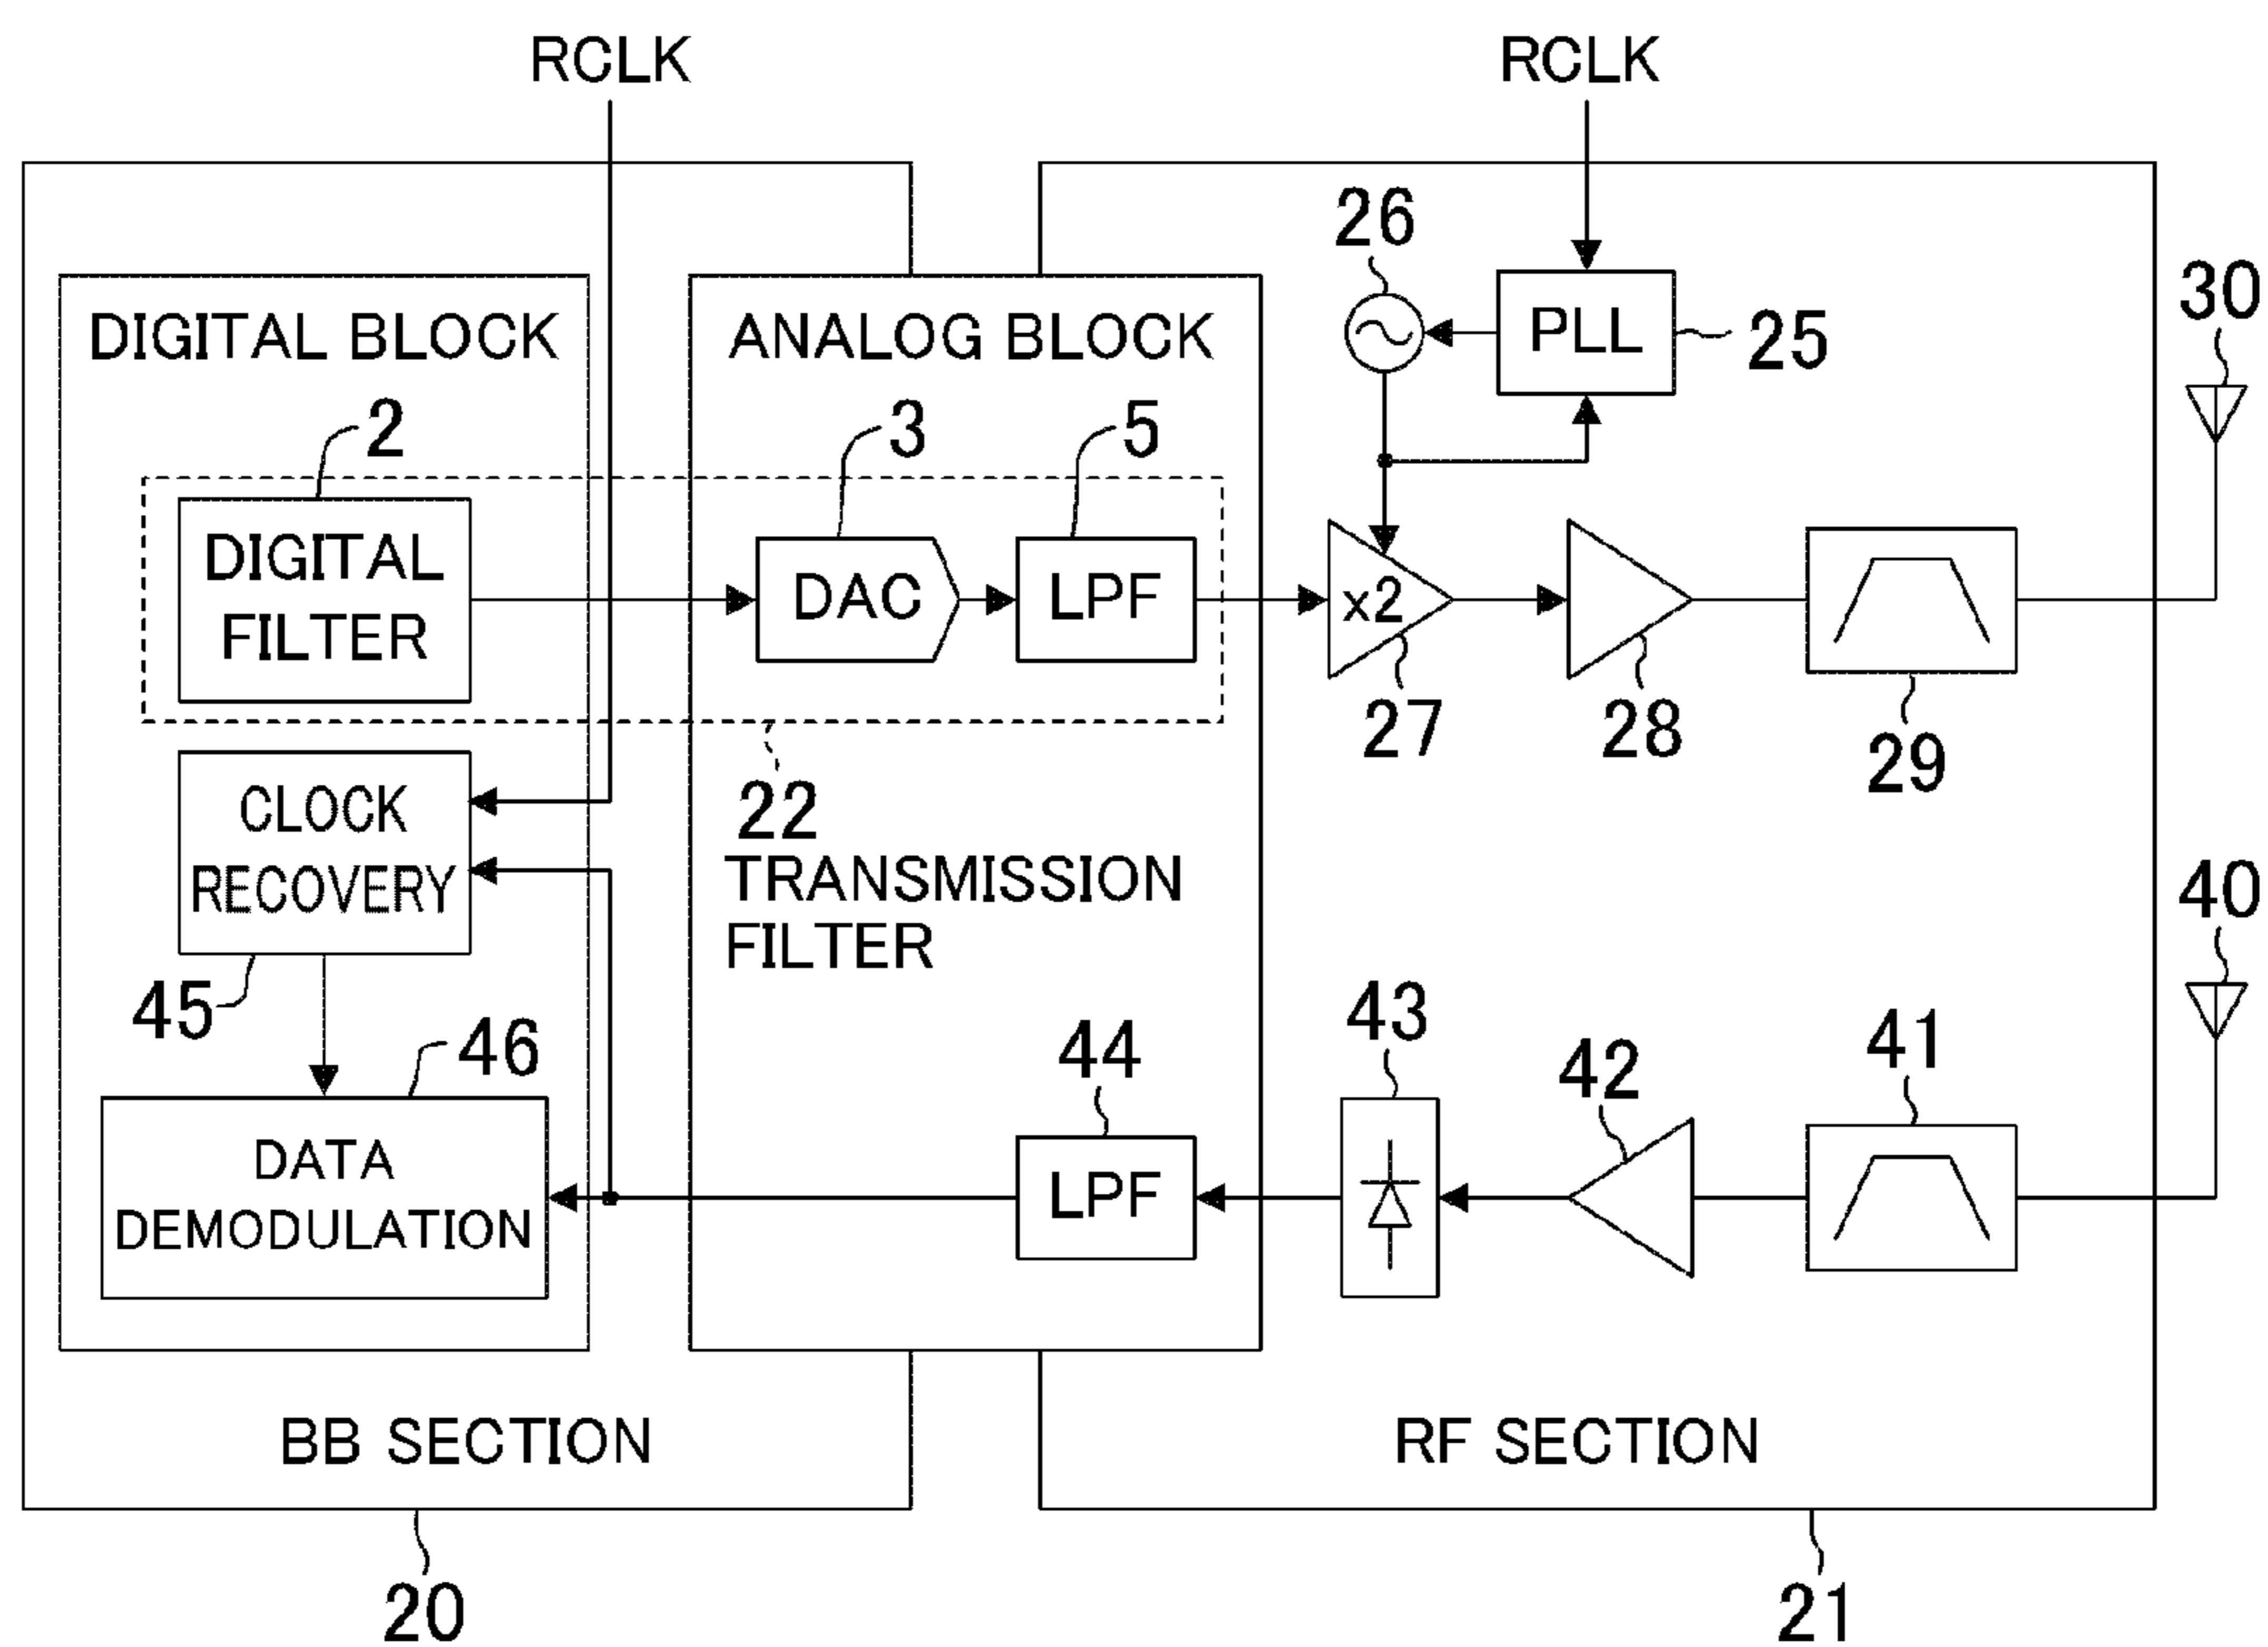 RCLK
RCLK
26
30
DIGITAL BLOCK
ANALOG BLOCK
PLL
25
2
3
5
DIGITAL
FILTER
DAC
LPF
x2
27
28
29
CLOCK
RECOVERY
22
TRANSMISSION
FILTER
40
45
46
44
43
42
41
DATA
DEMODULATION
LPF
BB SECTION
RF SECTION
20
21